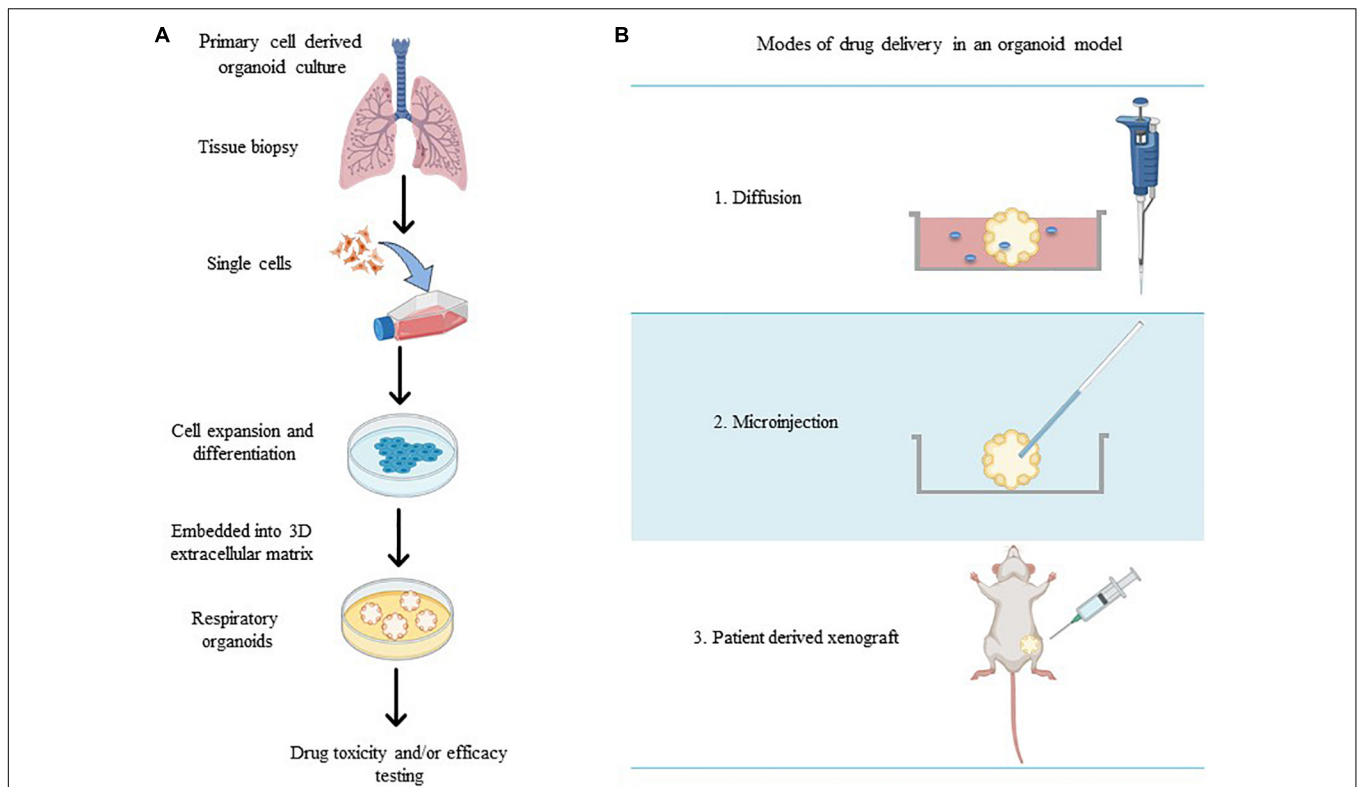 A
Primary cell derived
organoid culture
Tissue biopsy
Single cells
Cell expansion and
differentiation
Embedded into 3D
extracellular matrix
Respiratory
organoids
Drug toxicity and/or efficacy
testing
B
Modes of drug delivery in an organoid model
1. Diffusion
2. Microinjection
3. Patient derived xenograft